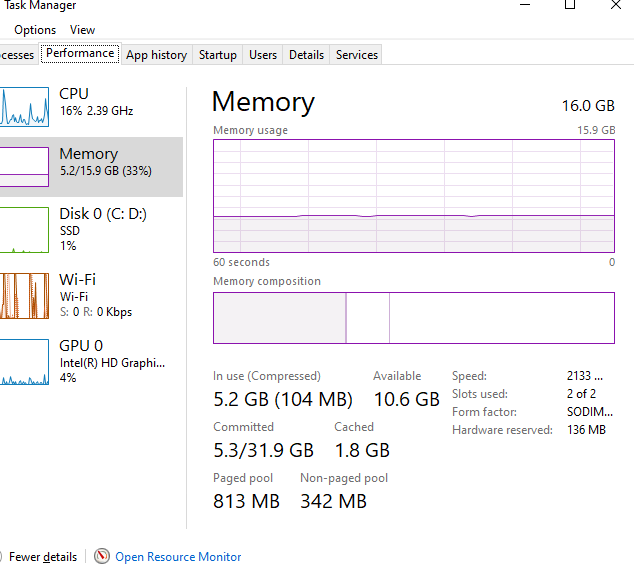 Task Manager
Options View
ocesses Performance App history Startup Users Details Services
CPU
16% 2.39 GHz
Memory
5.2/15.9 GB (33%)
Disk 0 (C: D:)
SSD
1%
Wi-Fi
Wi-Fi
S: 0 R: 0 Kbps
GPU 0
Intel(R) HD Graphi...
4%
Memory 16.0 GB
Memory usage 15.9 GB
60 seconds 0
Memory composition
In use (Compressed) Available
5.2 GB (104 MB) 10.6 GB
Committed Cached
5.3/31.9 GB 1.8 GB
Paged pool Non-paged pool
813 MB 342 MB
Speed: 2133 ...
Slots used: 2 of 2
Form factor: SODIM...
Hardware reserved: 136 MB
Fewer details Open Resource Monitor